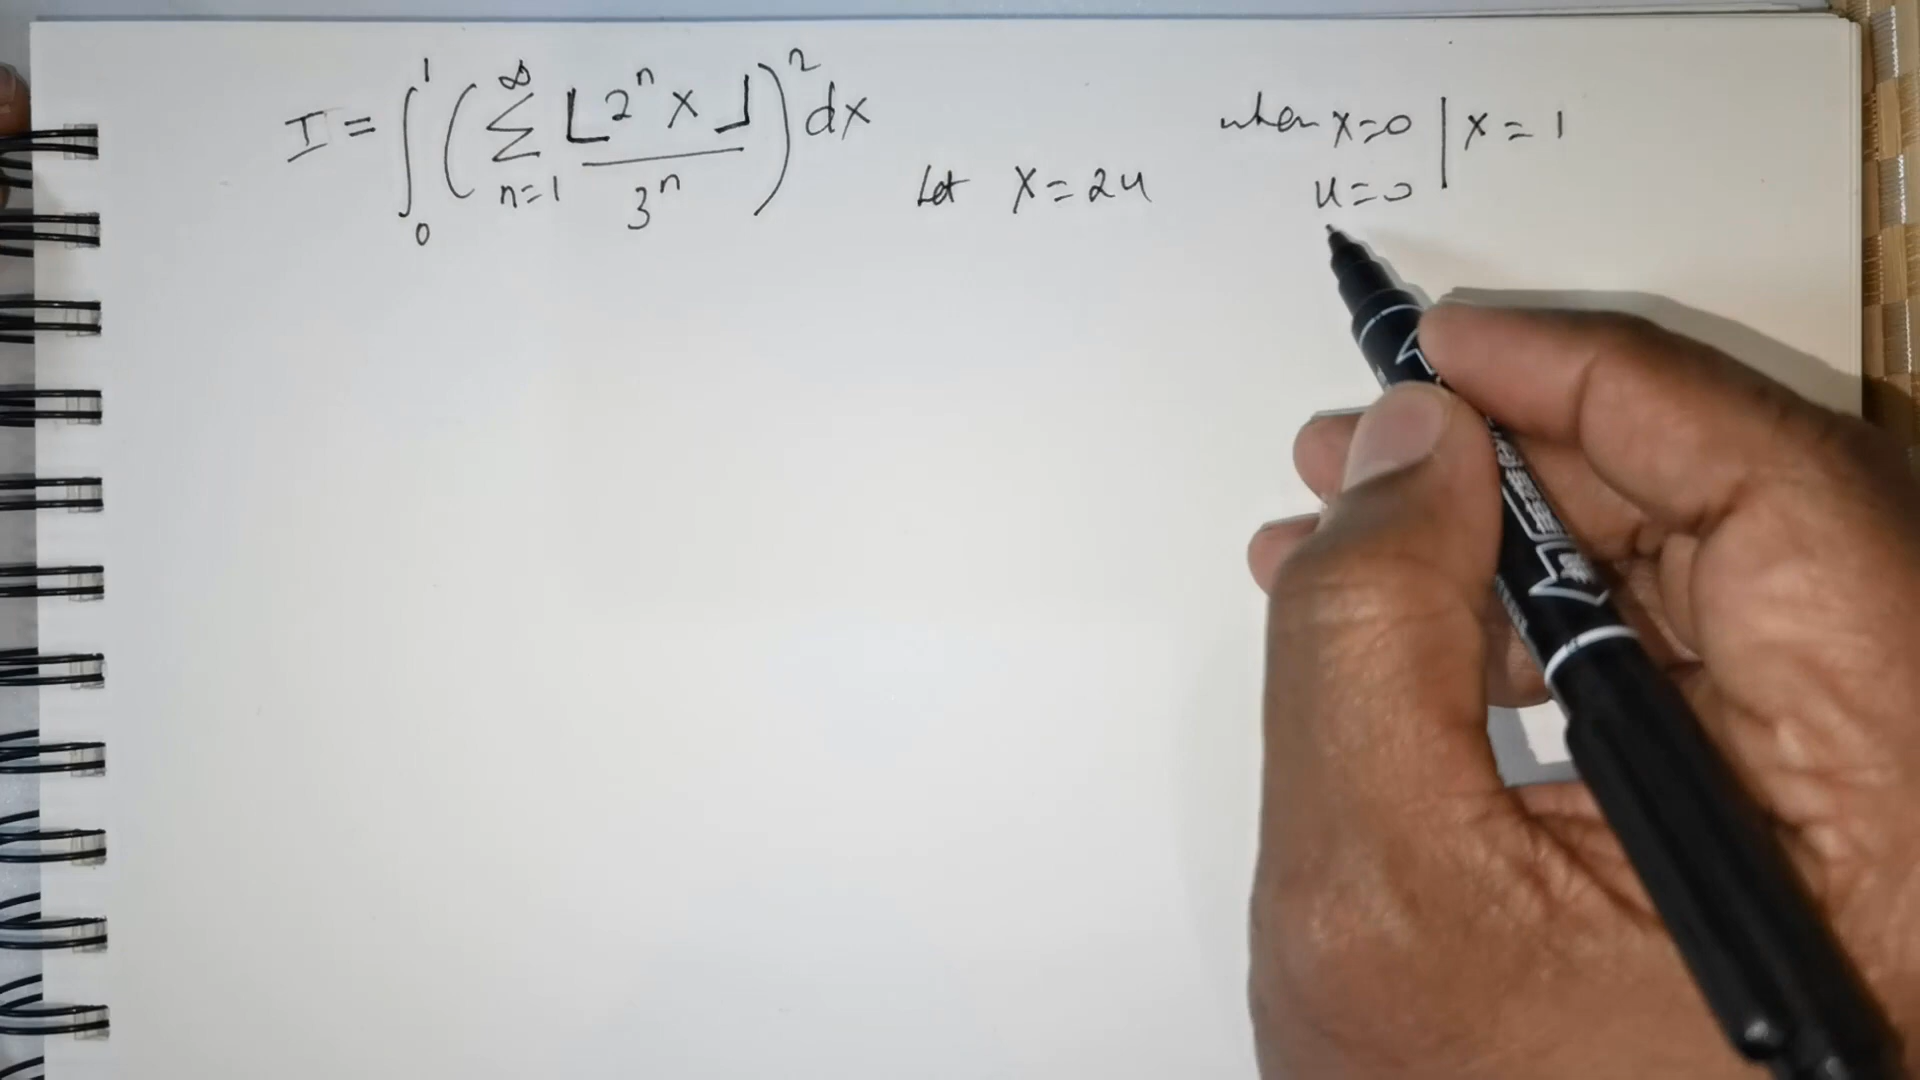 I = ∫₀¹ ( ∑_{n=1}^{∞} ⌊2ⁿ x⌋ / 3ⁿ )² dx
Let x = 2u
when x=0 | x = 1
u=0